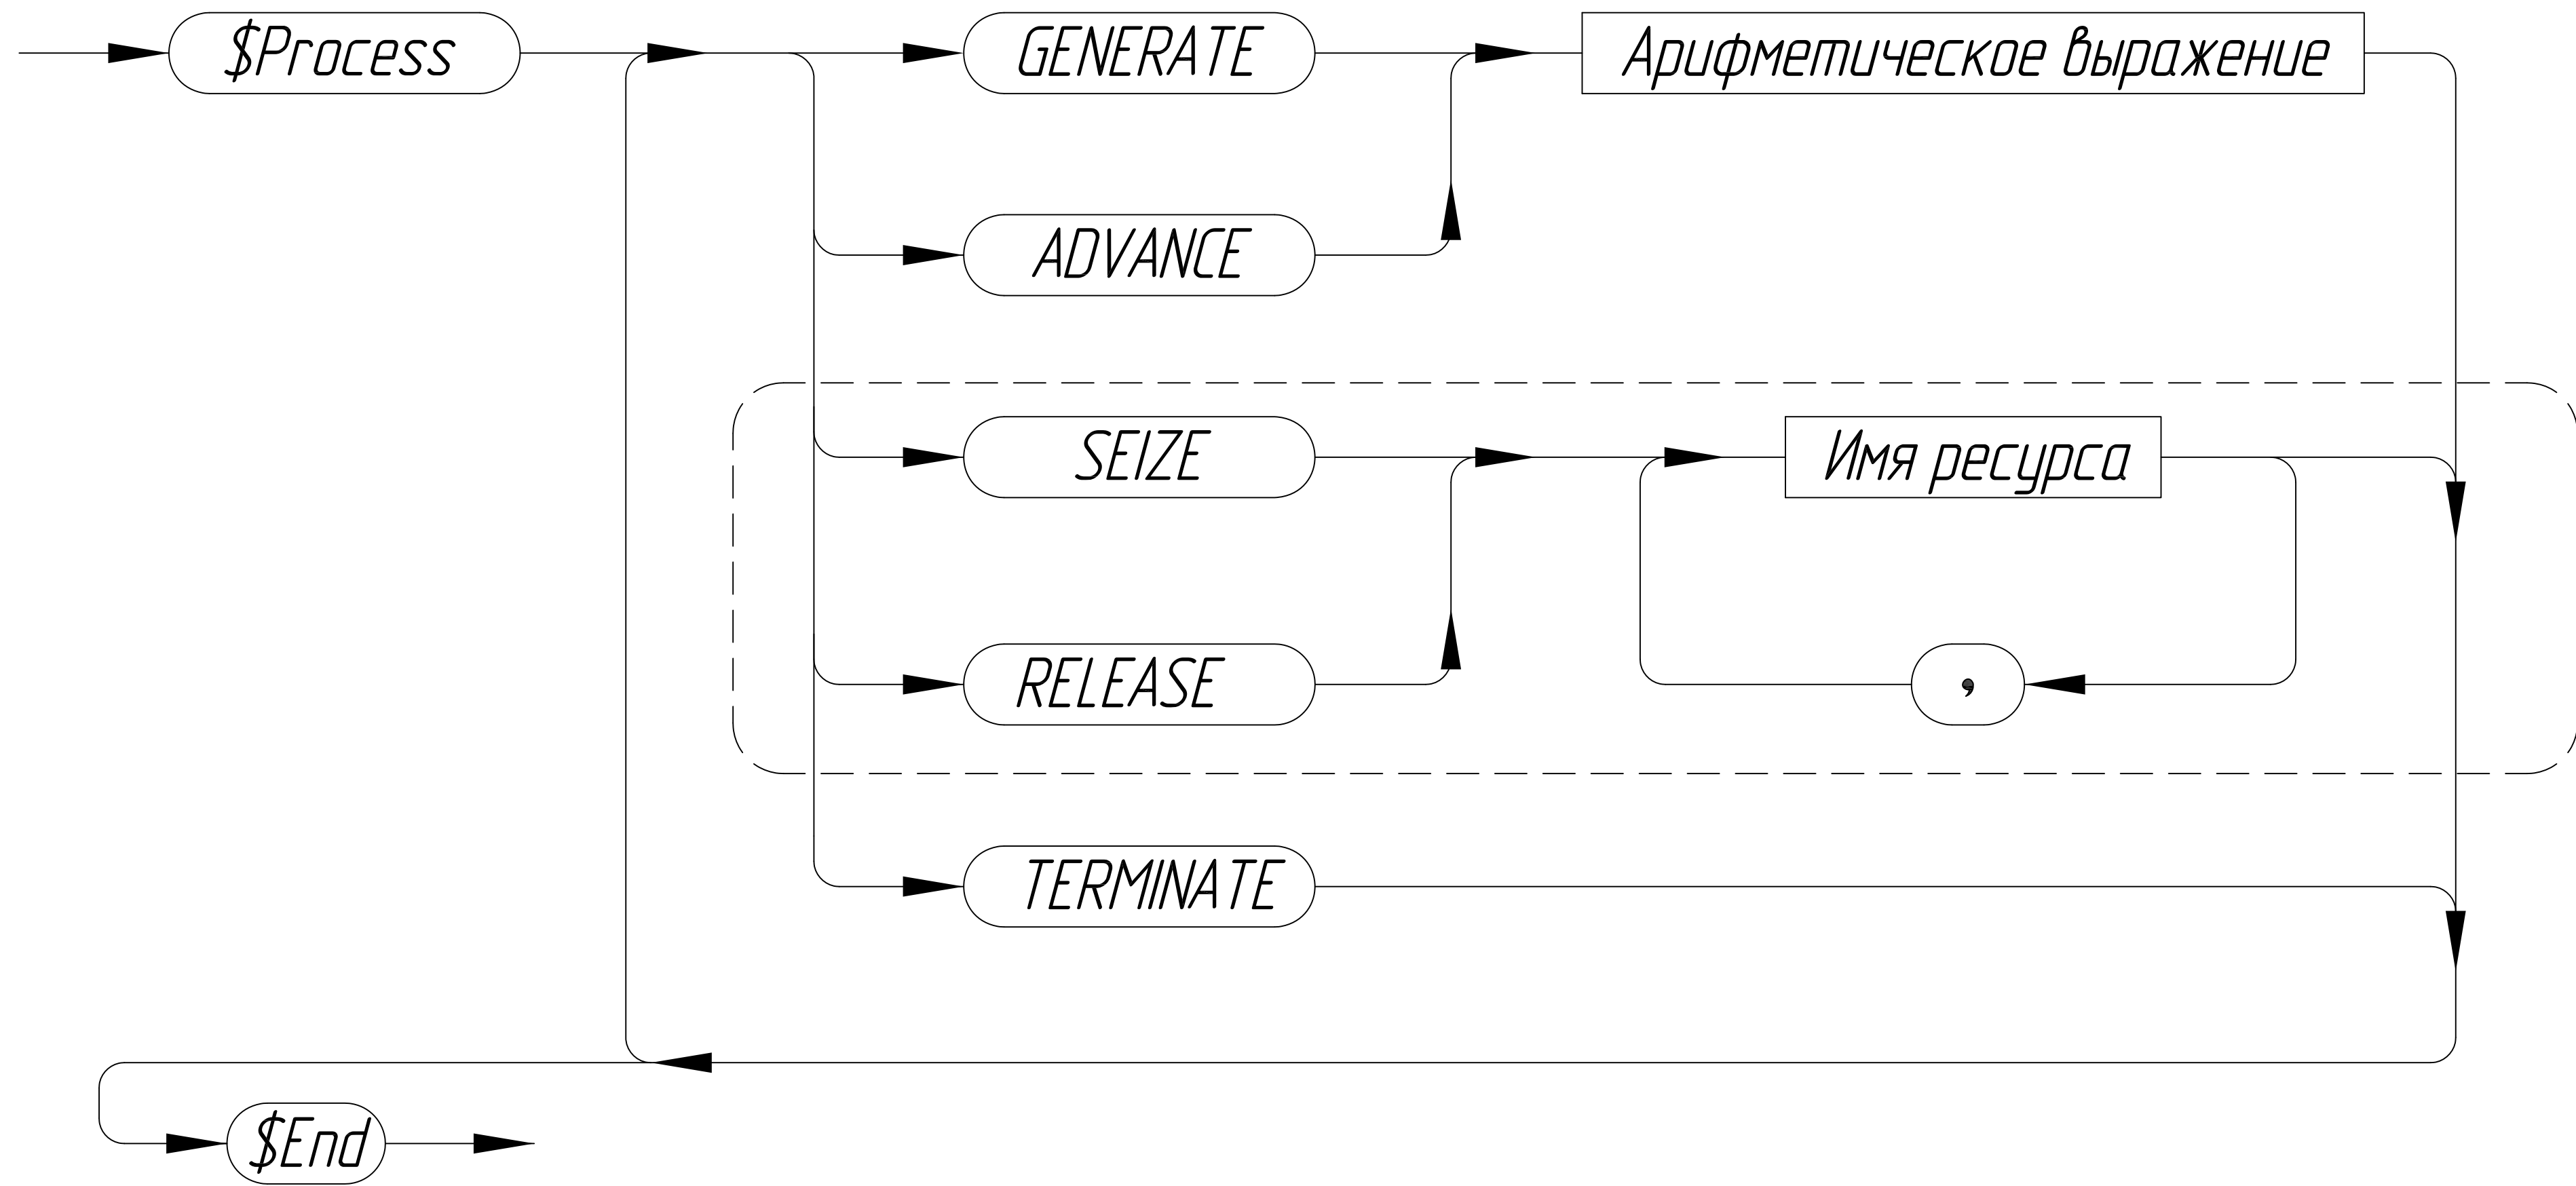 $Process
GENERATE
Арифметическое выражение
ADVANCE
SEIZE
Имя ресурса
RELEASE
,
TERMINATE
$End